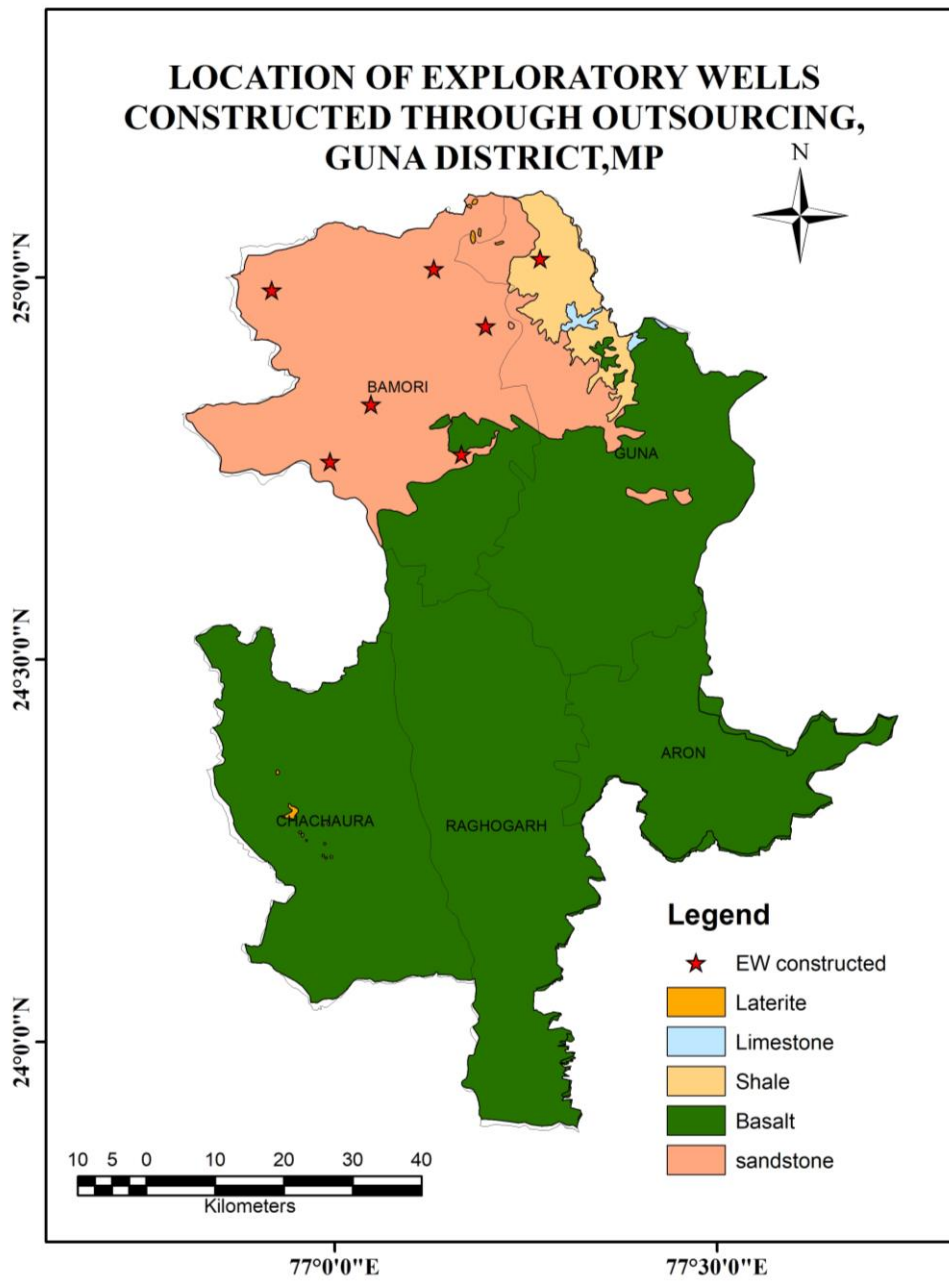 LOCATION OF EXPLORATORY WELLS
CONSTRUCTED THROUGH OUTSOURCING,
GUNA DISTRICT,MP
N
25°0'0"N
BAMORI
GUNA
24°30'0"N
ARON
CHACHAURA
RAGHOGARH
Legend
EW constructed
Laterite
Limestone
Shale
Basalt
sandstone
24°0'0"N
10 5 0 10 20 30 40
Kilometers
77°0'0"E 77°30'0"E